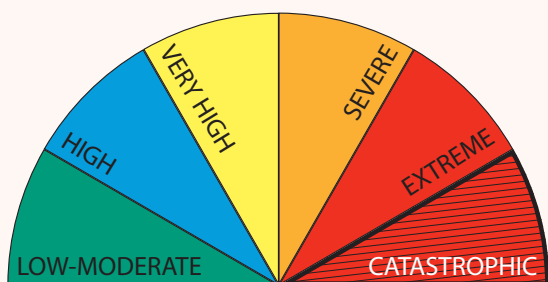 LOW-MODERATE
HIGH
VERY HIGH
SEVERE
EXTREME
CATASTROPHIC